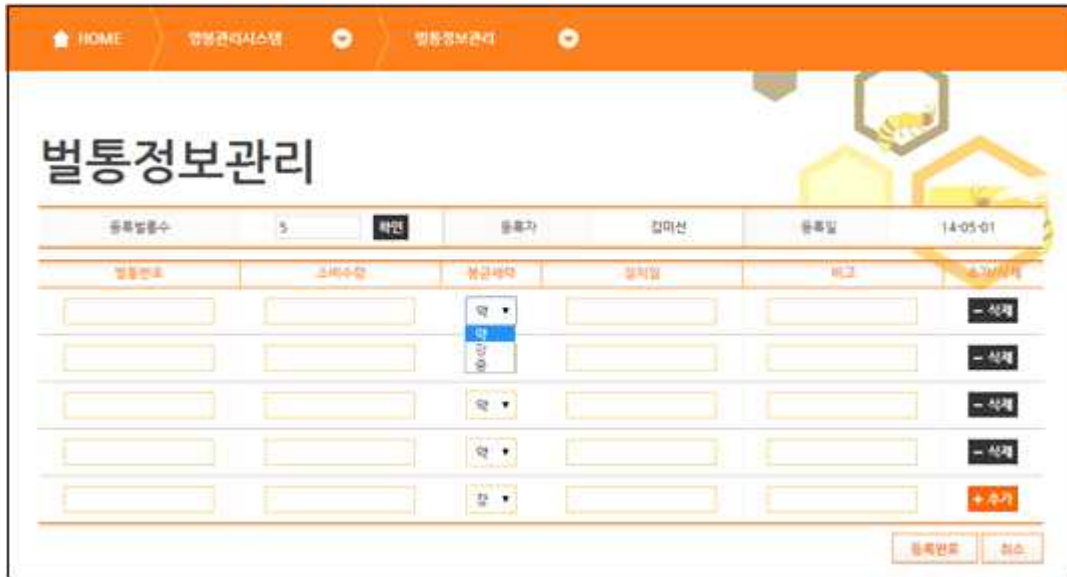 HOME 양봉관리시스템 벌통정보관리
벌통정보관리
등록벌통수 5 확인 등록자 김미선 등록일 14-05-01
벌통번호 소비수량 봉군세력 설치일 비고 추가/삭제
약 - 삭제
약
강
중
- 삭제
약 - 삭제
약 - 삭제
강 + 추가
등록완료 취소